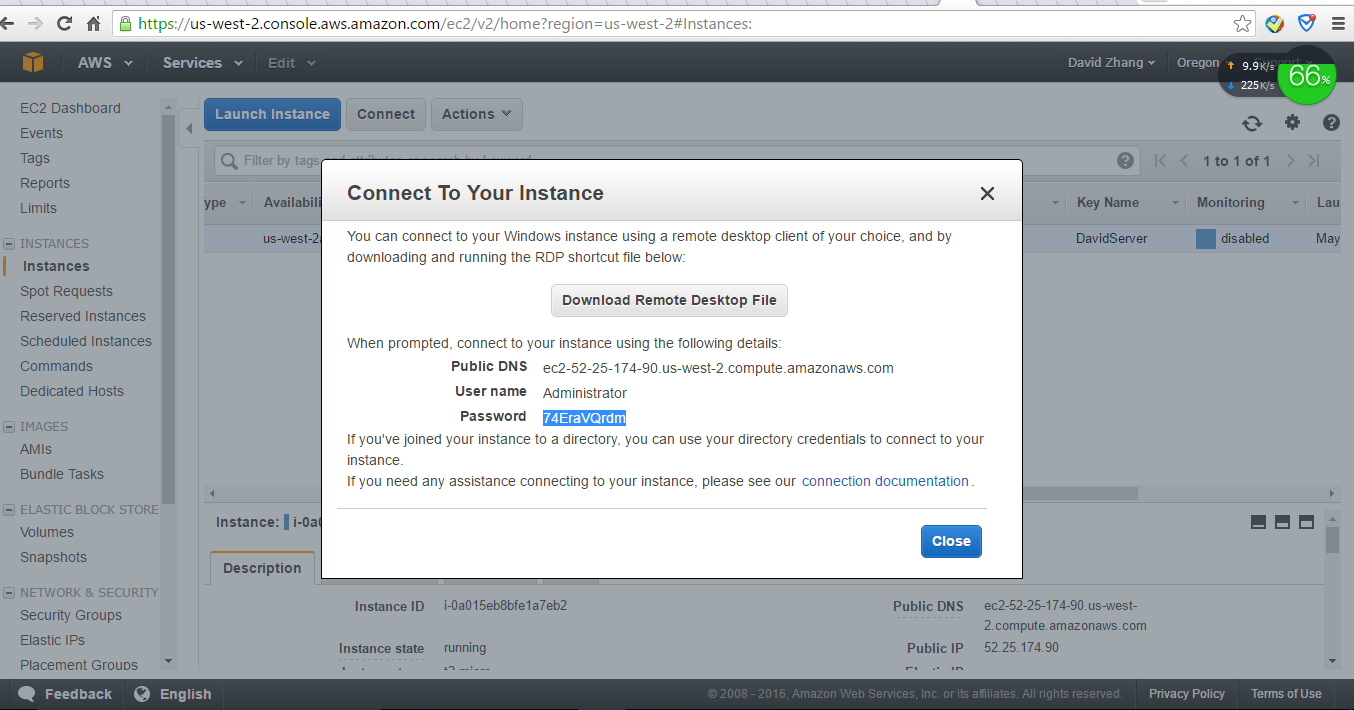 https://us-west-2.console.aws.amazon.com/ec2/v2/home?region=us-west-2#Instances:
AWS Services Edit David Zhang Oregon Support
9.9K/s
225K/s
66%
EC2 Dashboard
Events
Tags
Reports
Limits
INSTANCES
Instances
Spot Requests
Reserved Instances
Scheduled Instances
Commands
Dedicated Hosts
IMAGES
AMIs
Bundle Tasks
ELASTIC BLOCK STORE
Volumes
Snapshots
NETWORK & SECURITY
Security Groups
Elastic IPs
Placement Groups
Launch Instance Connect Actions
Filter by tags and attributes or search by keyword
1 to 1 of 1
ype Availabili Key Name Monitoring Lau
us-west-2a DavidServer disabled May
Connect To Your Instance
You can connect to your Windows instance using a remote desktop client of your choice, and by
downloading and running the RDP shortcut file below:
Download Remote Desktop File
When prompted, connect to your instance using the following details:
Public DNS ec2-52-25-174-90.us-west-2.compute.amazonaws.com
User name Administrator
Password 74EraVQrdm
If you've joined your instance to a directory, you can use your directory credentials to connect to your
instance.
If you need any assistance connecting to your instance, please see our connection documentation.
Close
Instance: i-0a0
Description
Instance ID i-0a015eb8bfe1a7eb2
Instance state running
Public DNS ec2-52-25-174-90.us-west-
2.compute.amazonaws.com
Public IP 52.25.174.90
Feedback English © 2008 - 2016, Amazon Web Services, Inc. or its affiliates. All rights reserved. Privacy Policy Terms of Use